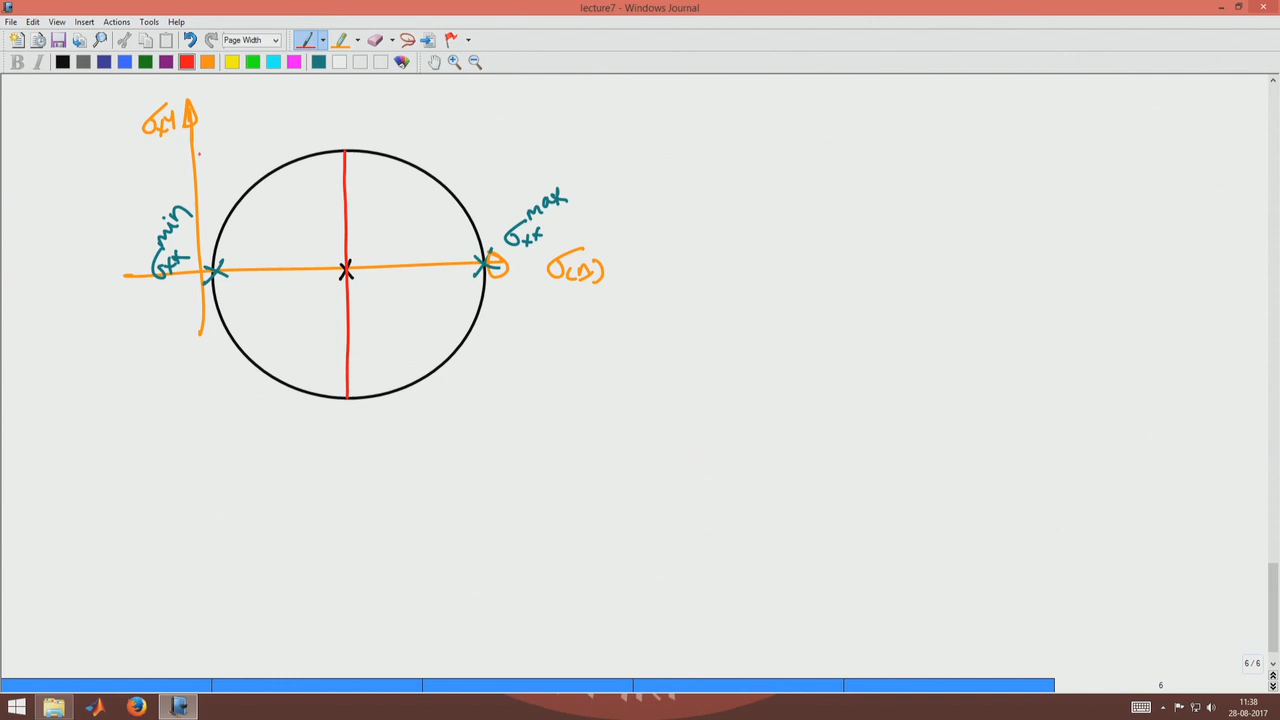 lecture7 - Windows Journal
File Edit View Insert Actions Tools Help
Page Width
B I
σxy
σxx min
σxx max
6 / 6
6
11:38
28-08-2017